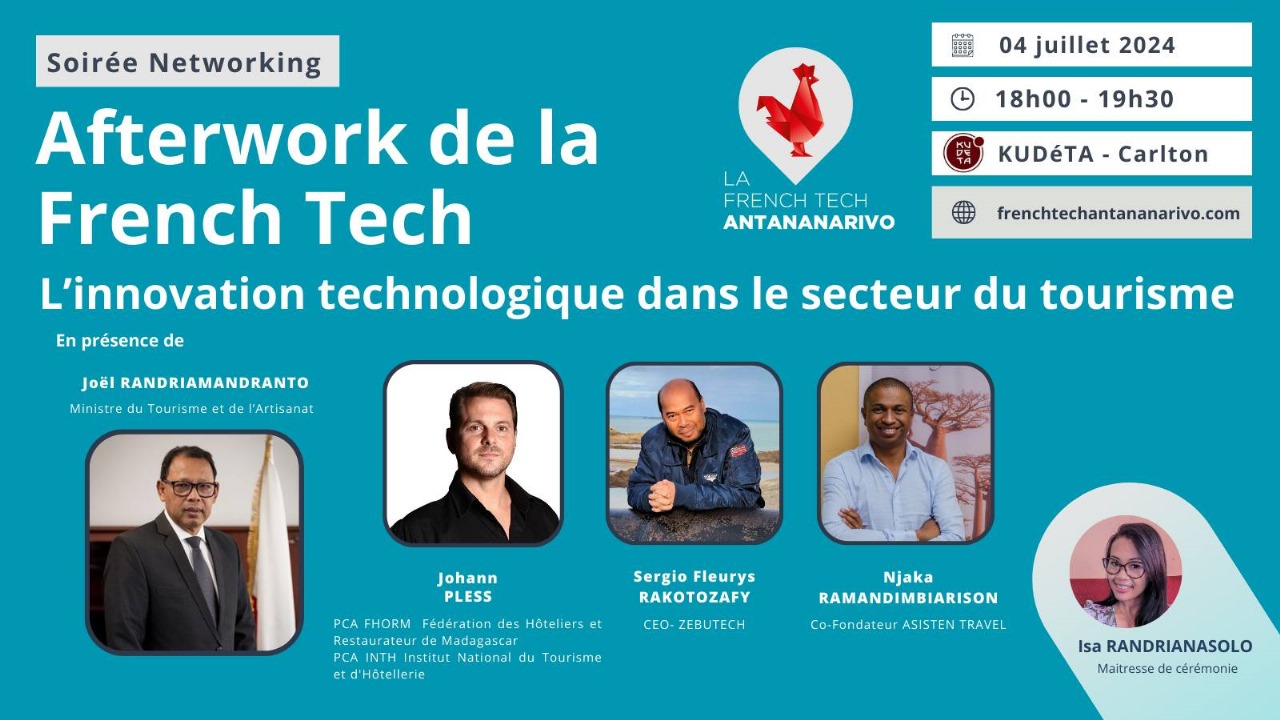 Soirée Networking
Afterwork de la
French Tech
LA
FRENCH TECH
ANTANANARIVO
04 juillet 2024
18h00 - 19h30
KU
DÉ
TA
KUDéTA - Carlton
frenchtechantananarivo.com
L’innovation technologique dans le secteur du tourisme
En présence de
Joël RANDRIAMANDRANTO
Ministre du Tourisme et de l’Artisanat
Johann
PLESS
PCA FHORM Fédération des Hôteliers et
Restaurateur de Madagascar
PCA INTH Institut National du Tourisme
et d'Hôtellerie
Sergio Fleurys
RAKOTOZAFY
CEO- ZEBUTECH
Njaka
RAMANDIMBIARISON
Co-Fondateur ASISTEN TRAVEL
Isa RANDRIANASOLO
Maitresse de cérémonie